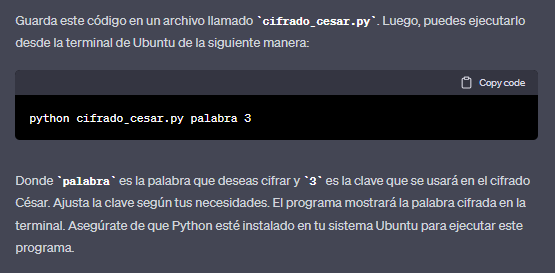 Guarda este código en un archivo llamado `cifrado_cesar.py`. Luego, puedes ejecutarlo
desde la terminal de Ubuntu de la siguiente manera:
Copy code
python cifrado_cesar.py palabra 3
Donde `palabra` es la palabra que deseas cifrar y `3` es la clave que se usará en el cifrado
César. Ajusta la clave según tus necesidades. El programa mostrará la palabra cifrada en la
terminal. Asegúrate de que Python esté instalado en tu sistema Ubuntu para ejecutar este
programa.